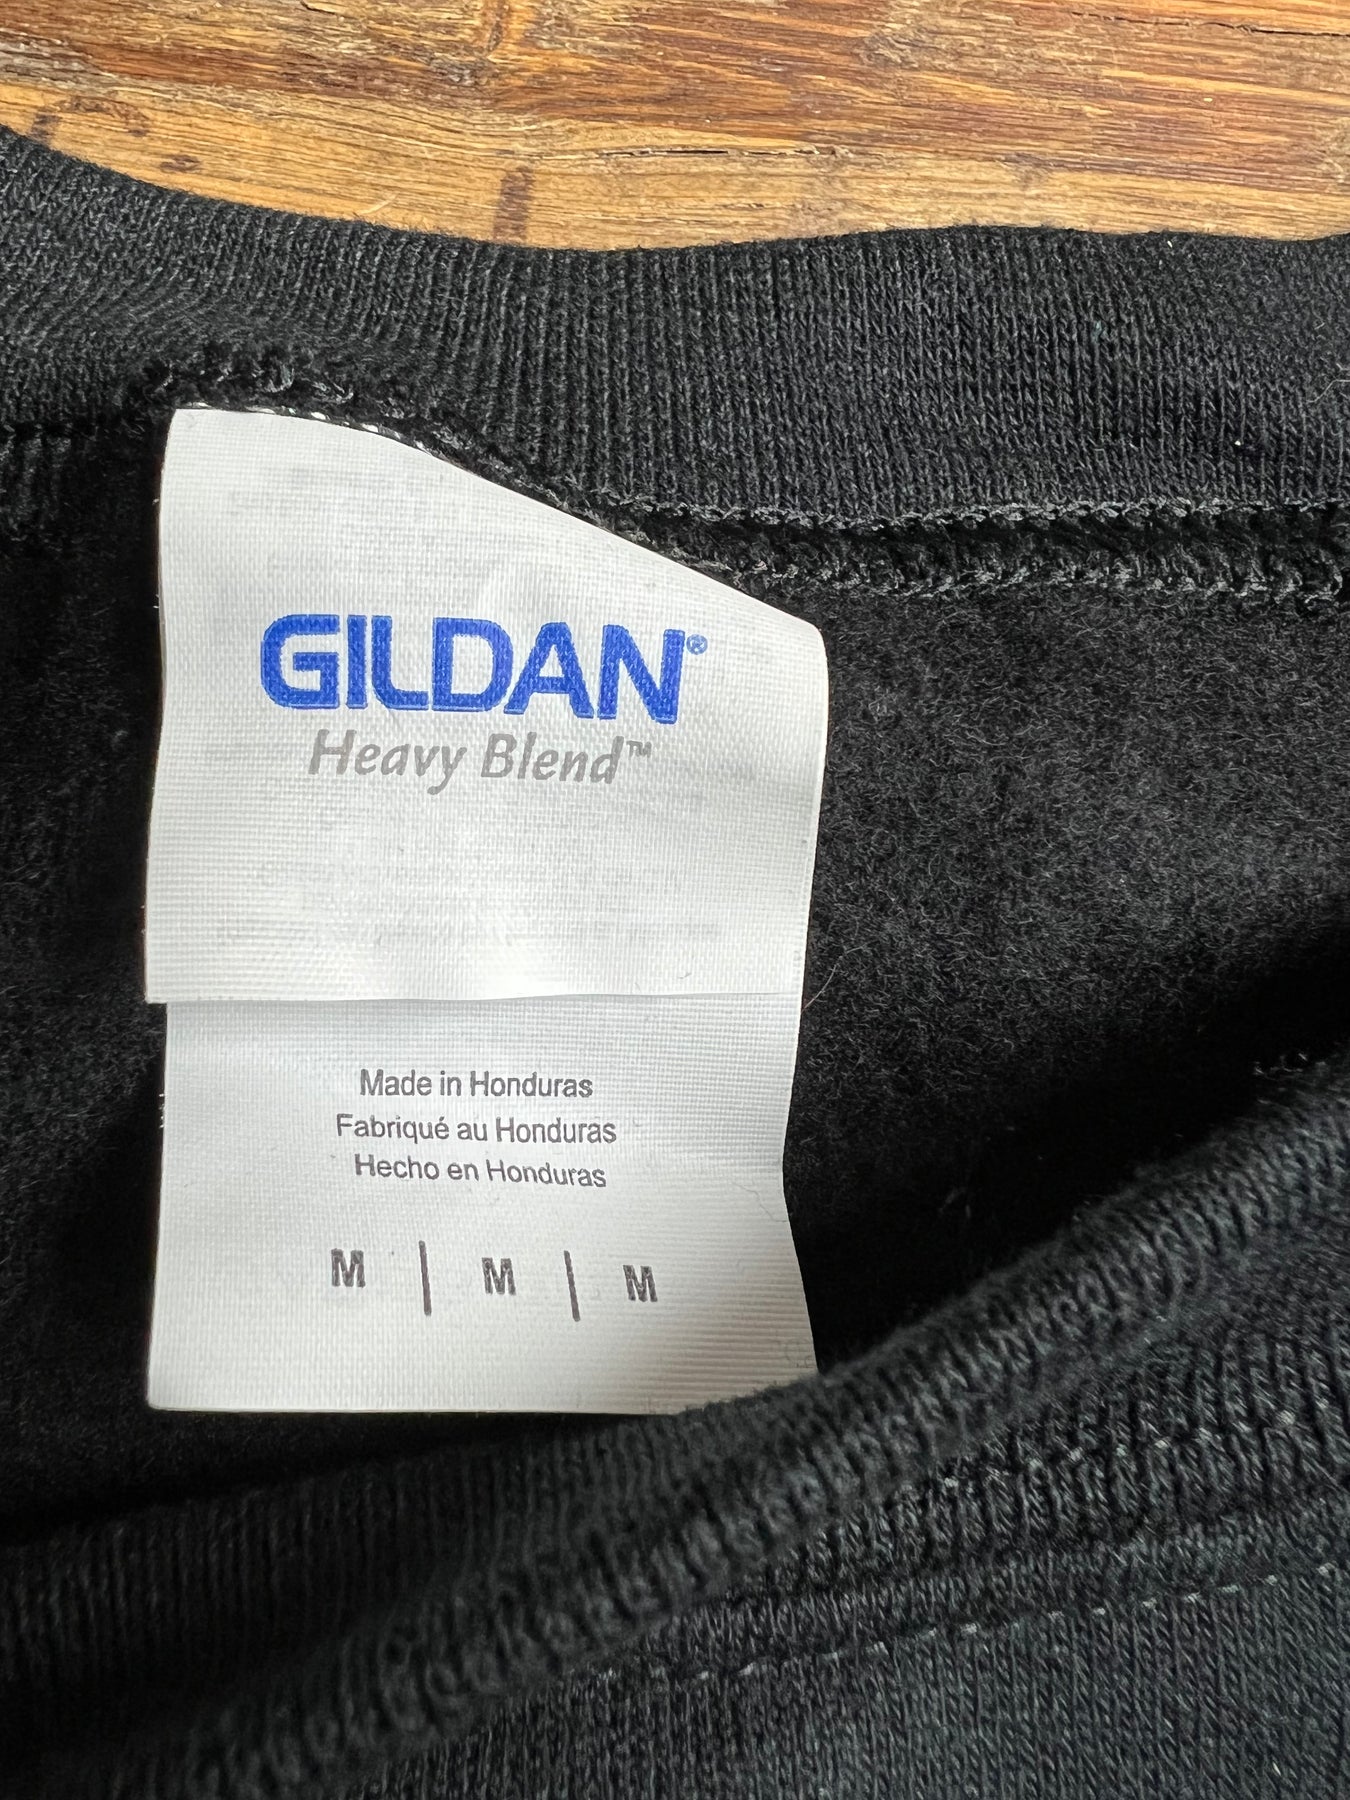 GILDAN®
Heavy Blend™
Made in Honduras
Fabriqué au Honduras
Hecho en Honduras
M | M | M